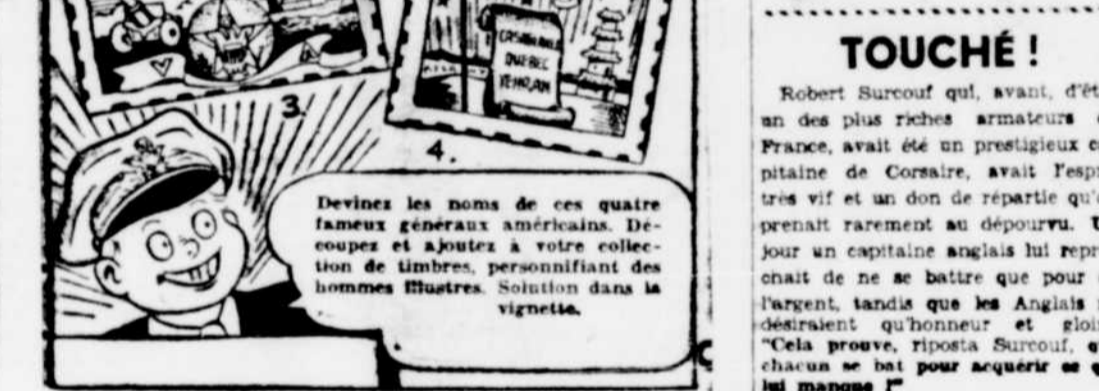 3.
CASABLANCA
QUEBEC
TEHRAN
4.
Devinez les noms de ces quatre
fameux généraux américains. Dé-
coupez et ajoutez à votre collec-
tion de timbres, personnifiant des
hommes illustres. Solution dans la
vignette.
TOUCHÉ !
Robert Surcouf qui, avant, d'êt
un des plus riches armateurs
France, avait été un prestigieux c
pitaine de Corsaire, avait l'espr
très vif et un don de répartie qu'o
prenait rarement au dépourvu. U
jour un capitaine anglais lui repr
chait de ne se battre que pour
l'argent, tandis que les Anglais
désiraient qu'honneur et gloir
"Cela prouve, riposta Surcouf, q
chacun se bat pour acquérir ce q
lui manque !"